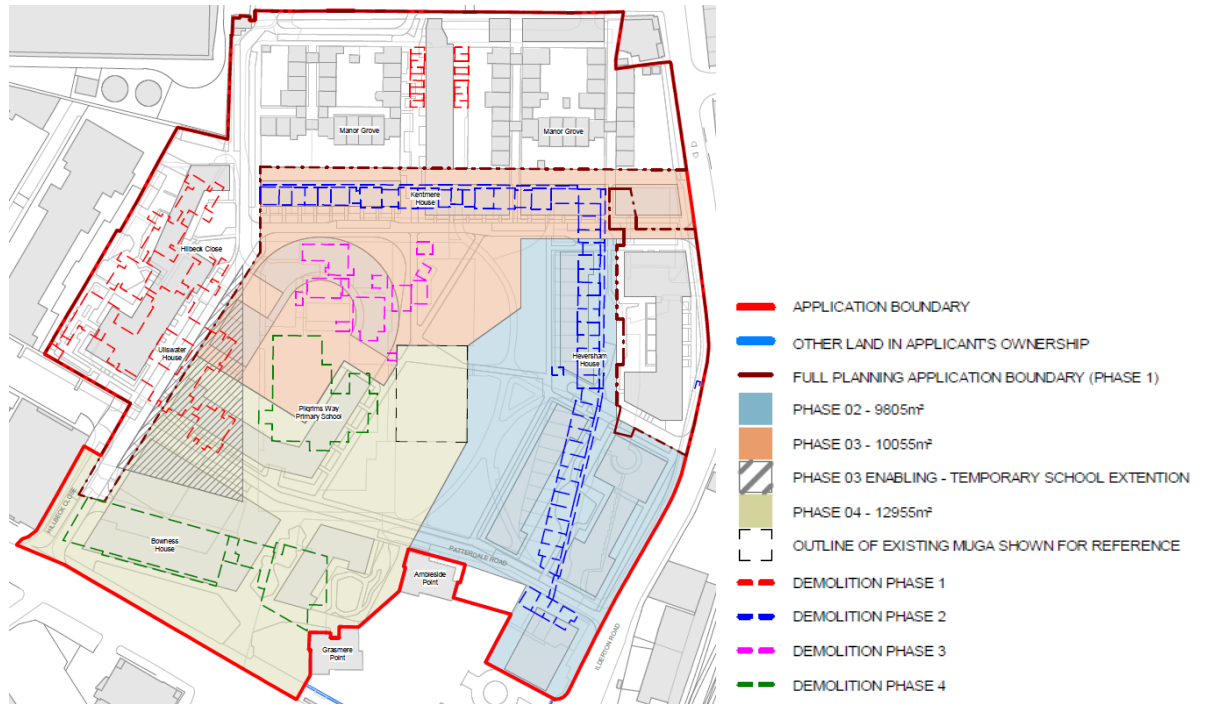 Manor Grove
Manor Grove
Kentmere
House
Hillbeck Close
Ullswater
House
Heversham
House
Pilgrims Way
Primary School
HILLBECK CLOSE
Bowness
House
PATTERDALE ROAD
Ambleside
Point
Grasmere
Point
ILDERTON ROAD
APPLICATION BOUNDARY
OTHER LAND IN APPLICANT'S OWNERSHIP
FULL PLANNING APPLICATION BOUNDARY (PHASE 1)
PHASE 02 - 9805m²
PHASE 03 - 10055m²
PHASE 03 ENABLING - TEMPORARY SCHOOL EXTENTION
PHASE 04 - 12955m²
OUTLINE OF EXISTING MUGA SHOWN FOR REFERENCE
DEMOLITION PHASE 1
DEMOLITION PHASE 2
DEMOLITION PHASE 3
DEMOLITION PHASE 4